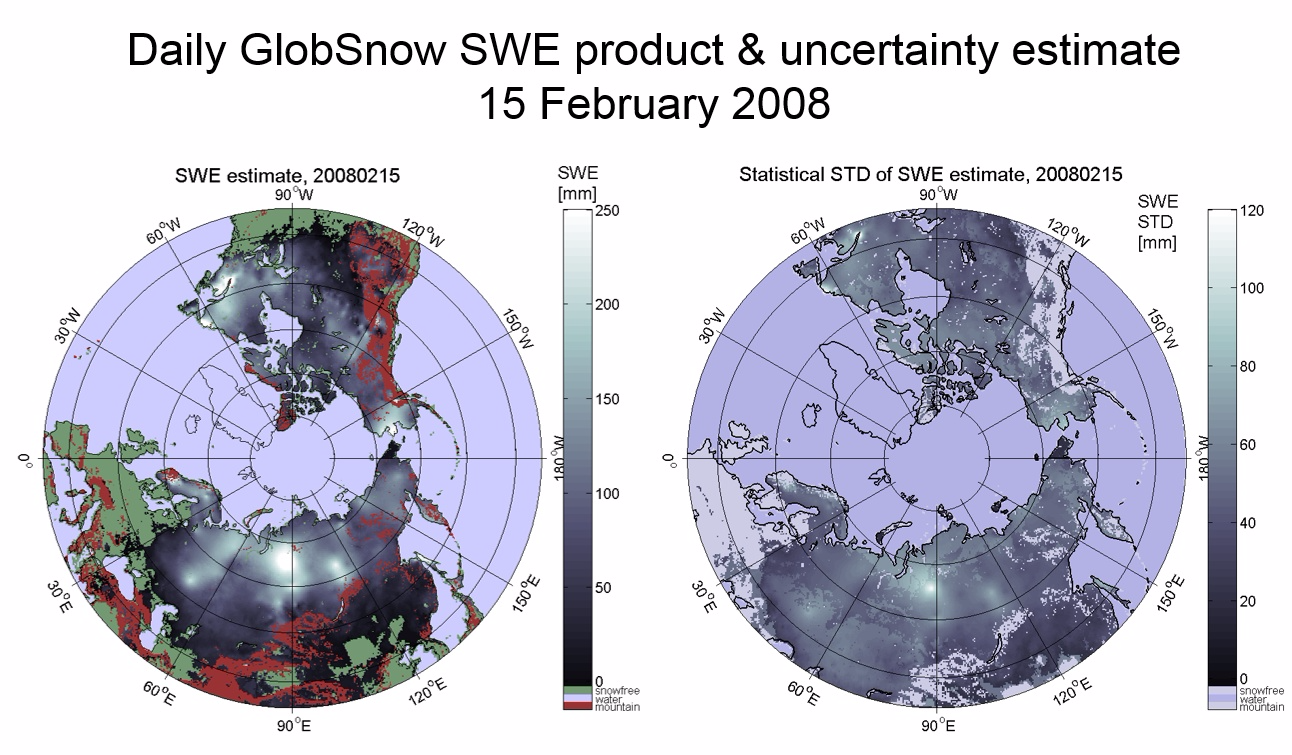 Daily GlobSnow SWE product & uncertainty estimate
15 February 2008
SWE estimate, 20080215
90°W
60°W
120°W
30°W
150°W
0°
180°W
30°E
150°E
60°E
120°E
90°E
SWE
[mm]
250
200
150
100
50
0
snowfree
water
mountain
Statistical STD of SWE estimate, 20080215
90°W
60°W
120°W
30°W
150°W
0°
180°W
30°E
150°E
60°E
120°E
90°E
SWE
STD
[mm]
120
100
80
60
40
20
0
snowfree
water
mountain